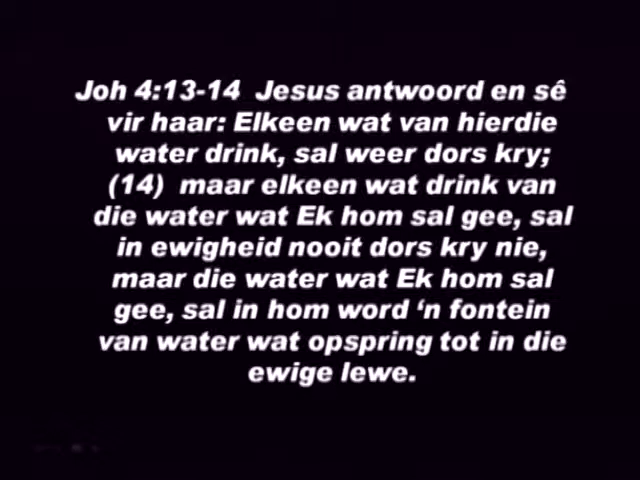 Joh 4:13-14  Jesus antwoord en sê
vir haar: Elkeen wat van hierdie
water drink, sal weer dors kry;
(14)  maar elkeen wat drink van
die water wat Ek hom sal gee, sal
in ewigheid nooit dors kry nie,
maar die water wat Ek hom sal
gee, sal in hom word ‘n fontein
van water wat opspring tot in die
ewige lewe.